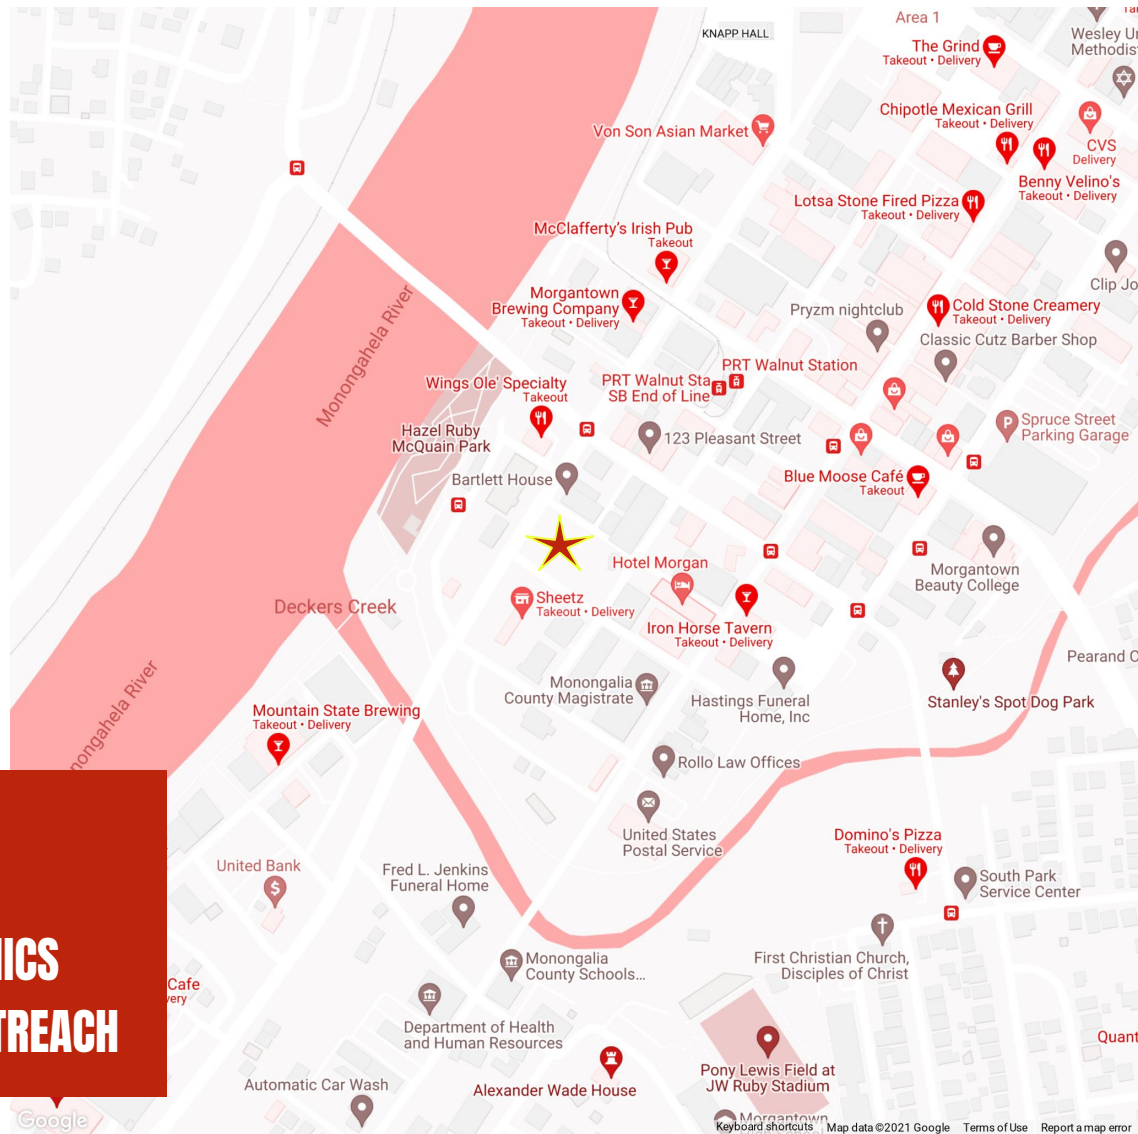 Area 1
KNAPP HALL
The Grind
Takeout • Delivery
Chipotle Mexican Grill
Takeout • Delivery
Von Son Asian Market
CVS
Delivery
Benny Velino's
Takeout • Delivery
Lotsa Stone Fired Pizza
Takeout • Delivery
McClafferty's Irish Pub
Takeout
Morgantown
Brewing Company
Takeout • Delivery
Pryzm nightclub
Cold Stone Creamery
Takeout • Delivery
Classic Cutz Barber Shop
Monongahela River
PRT Walnut Station
PRT Walnut Sta
SB End of Line
Wings Ole' Specialty
Takeout
Hazel Ruby
McQuain Park
123 Pleasant Street
Spruce Street
Parking Garage
Bartlett House
Blue Moose Café
Takeout
Hotel Morgan
Morgantown
Beauty College
Deckers Creek
Sheetz
Takeout • Delivery
Iron Horse Tavern
Takeout • Delivery
Monongalia
County Magistrate
Hastings Funeral
Home, Inc
Stanley's Spot Dog Park
Pearand C
nongahela River
Mountain State Brewing
Takeout • Delivery
Rollo Law Offices
United States
Postal Service
Domino's Pizza
Takeout • Delivery
United Bank
Fred L. Jenkins
Funeral Home
South Park
Service Center
NICS
TREACH
Cafe
very
Monongalia
County Schools...
First Christian Church,
Disciples of Christ
Department of Health
and Human Resources
Quant
Pony Lewis Field at
JW Ruby Stadium
Alexander Wade House
Automatic Car Wash
Morgantown
Google
Keyboard shortcuts
Map data ©2021 Google
Terms of Use
Report a map error